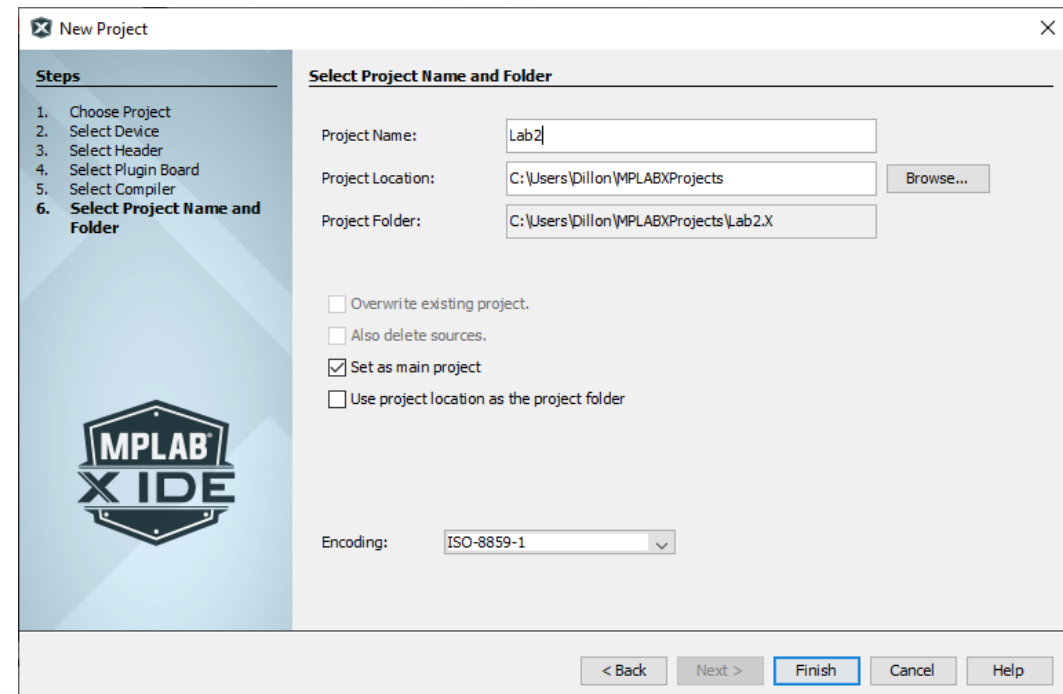 New Project
Steps
1. Choose Project
2. Select Device
3. Select Header
4. Select Plugin Board
5. Select Compiler
6. Select Project Name and
Folder
MPLAB
X IDE
Select Project Name and Folder
Project Name: Lab2
Project Location: C:\Users\Dillon\MPLABXProjects Browse...
Project Folder: C:\Users\Dillon\MPLABXProjects\Lab2.X
Overwrite existing project.
Also delete sources.
Set as main project
Use project location as the project folder
Encoding: ISO-8859-1
< Back Next > Finish Cancel Help